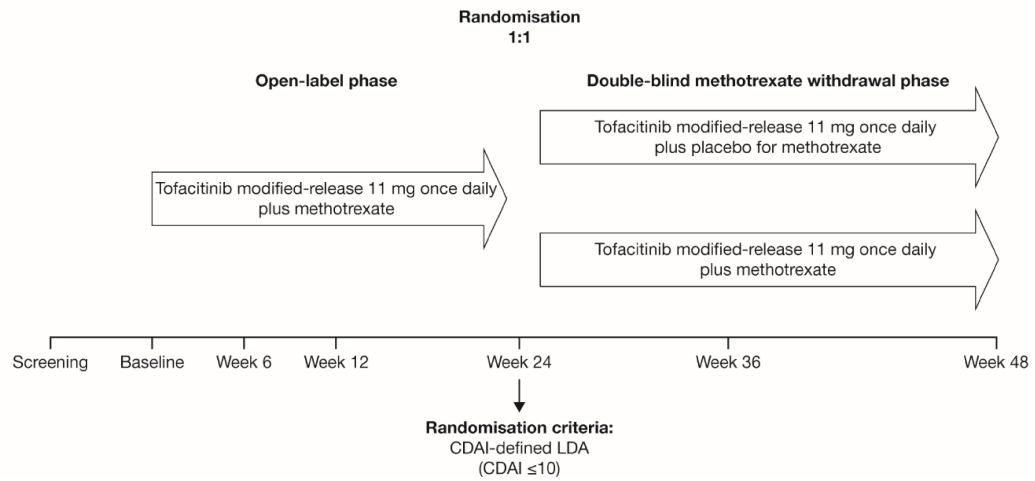 Randomisation
1:1
Open-label phase
Double-blind methotrexate withdrawal phase
Tofacitinib modified-release 11 mg once daily
plus placebo for methotrexate
Tofacitinib modified-release 11 mg once daily
plus methotrexate
Tofacitinib modified-release 11 mg once daily
plus methotrexate
Screening
Baseline
Week 6
Week 12
Week 24
Week 36
Week 48
Randomisation criteria:
CDAI-defined LDA
(CDAI ≤10)